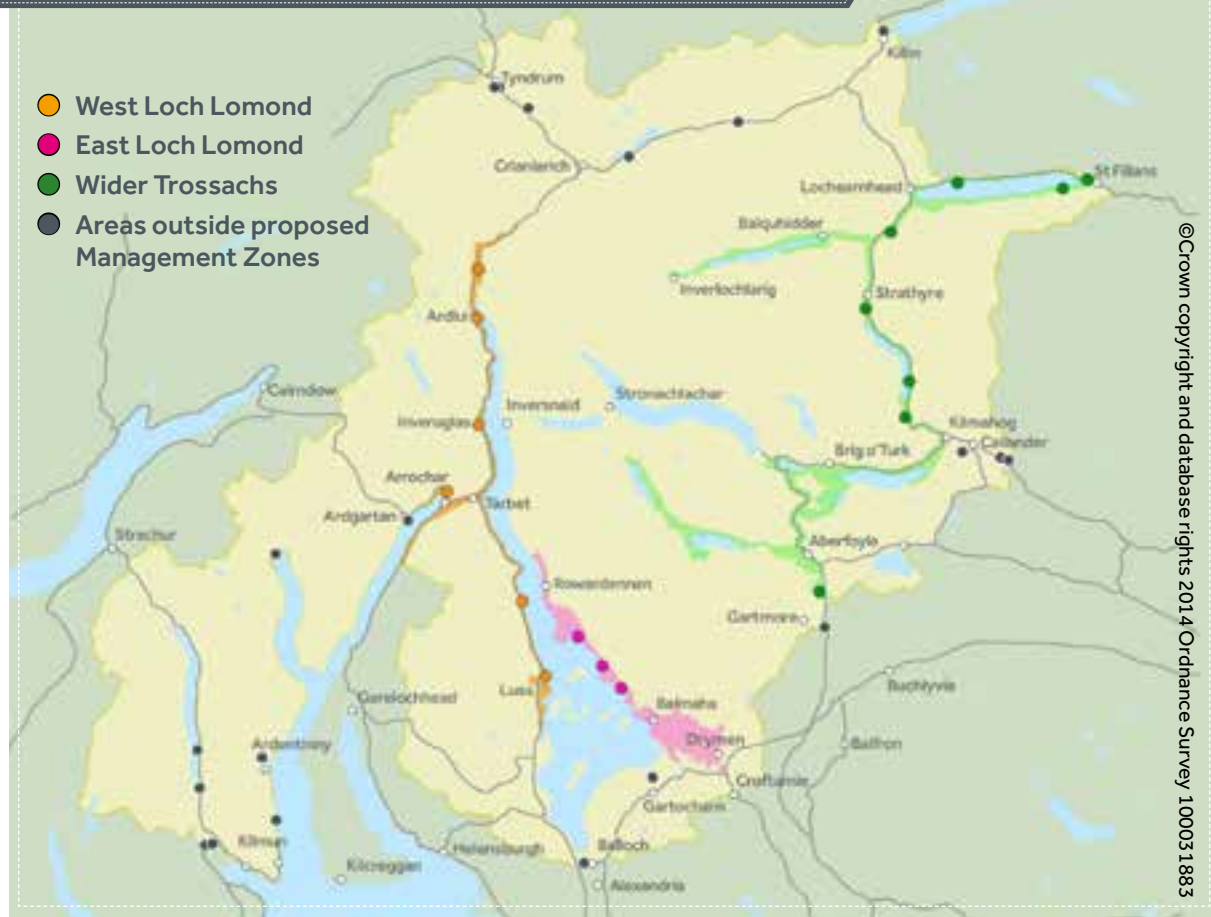 West Loch Lomond
East Loch Lomond
Wider Trossachs
Areas outside proposed
Management Zones
Killin
Tyndrum
Crianlarich
St Fillans
Lochearnhead
Balquhidder
Inverlochlarig
Strathyre
Ardlui
Cairndow
Stronachlachar
Inversnaid
Inveruglas
Kilmahog
Callander
Brig o'Turk
Arrochar
Tarbet
Ardgartan
Strachur
Aberfoyle
Rowardennan
Gartmore
Buchlyvie
Luss
Garelochhead
Balmaha
Drymen
Balfron
Ardentinny
Croftamie
Gartocharn
Kilmun
Helensburgh
Balloch
Kilcreggan
Alexandria
©Crown copyright and database rights 2014 Ordnance Survey 100031883